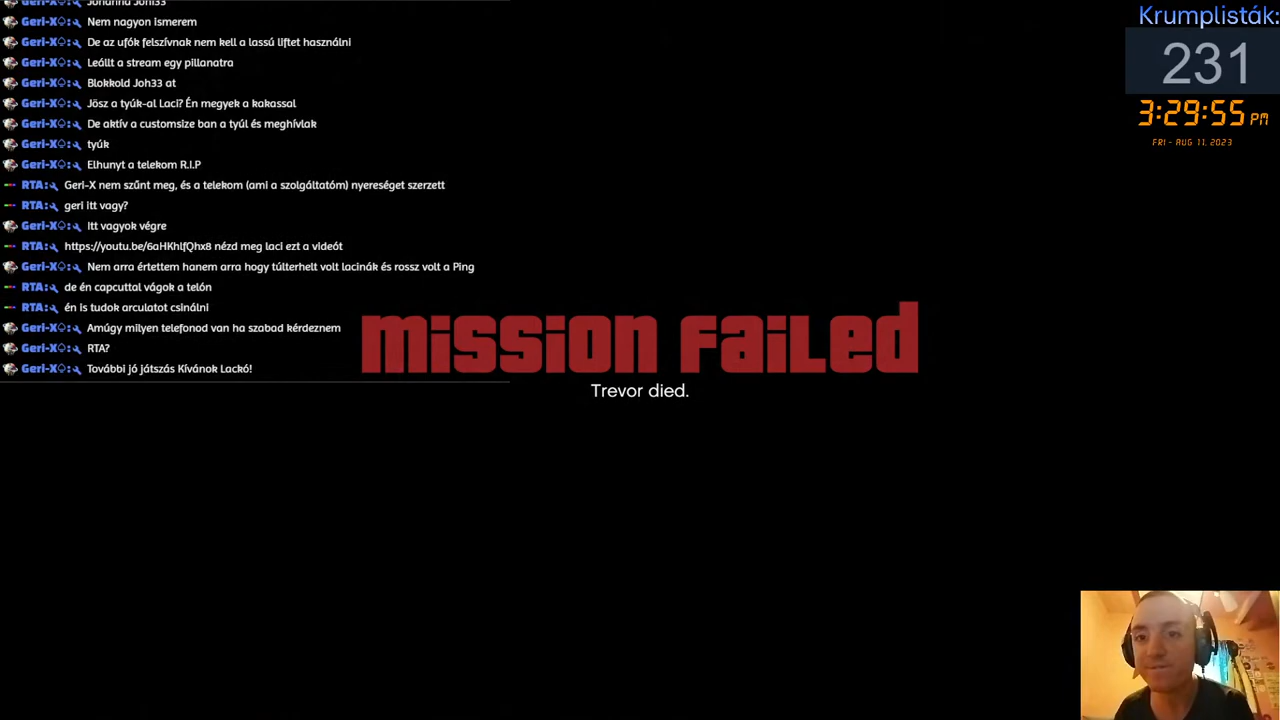 Geri-X♤: Johanna Joh33
Geri-X♤: Nem nagyon ismerem
Geri-X♤: De az ufók felszívnak nem kell a lassú liftet használni
Geri-X♤: Leállt a stream egy pillanatra
Geri-X♤: Blokkold Joh33 at
Geri-X♤: Jösz a tyúk-al Laci? Én megyek a kakassal
Geri-X♤: De aktív a customsize ban a tyúl és meghívlak
Geri-X♤: tyúk
Geri-X♤: Elhunyt a telekom R.I.P
RTA: Geri-X nem szűnt meg, és a telekom (ami a szolgáltatóm) nyereséget szerzett
RTA: geri itt vagy?
Geri-X♤: Itt vagyok végre
RTA: https://youtu.be/6aHKhlfQhx8 nézd meg laci ezt a videót
Geri-X♤: Nem arra értettem hanem arra hogy túlterhelt volt lacinák és rossz volt a Ping
RTA: de én capcuttal vágok a telón
RTA: én is tudok arculatot csinálni
Geri-X♤: Amúgy milyen telefonod van ha szabad kérdeznem
Geri-X♤: RTA?
Geri-X♤: További jó játszás Kívánok Lackó!
mission failed
Trevor died.
Krumplisták:
231
3:29:55 PM
FRI - AUG 11, 2023